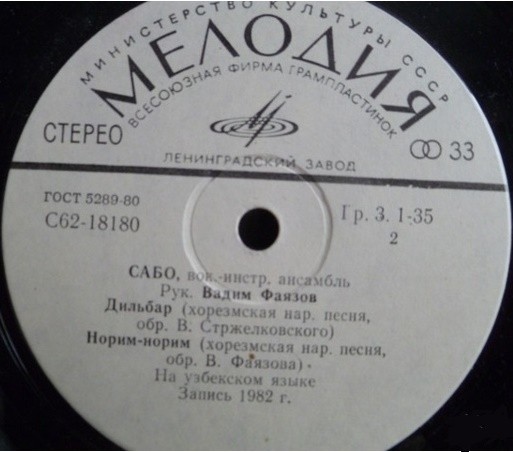 МИНИСТЕРСТВО КУЛЬТУРЫ СССР
МЕЛОДИЯ
ВСЕСОЮЗНАЯ ФИРМА ГРАМПЛАСТИНОК
СТЕРЕО
33
ЛЕНИНГРАДСКИЙ ЗАВОД
ГОСТ 5289-80
С62-18180
Гр. 3. 1-35
2
САБО, вок.-инстр. ансамбль
Рук. Вадим Фаязов
Дильбар (хорезмская нар. песня,
обр. В. Стржелковского)
Норим-норим (хорезмская нар. песня,
обр. В. Фаязова)
На узбекском языке
Запись 1982 г.